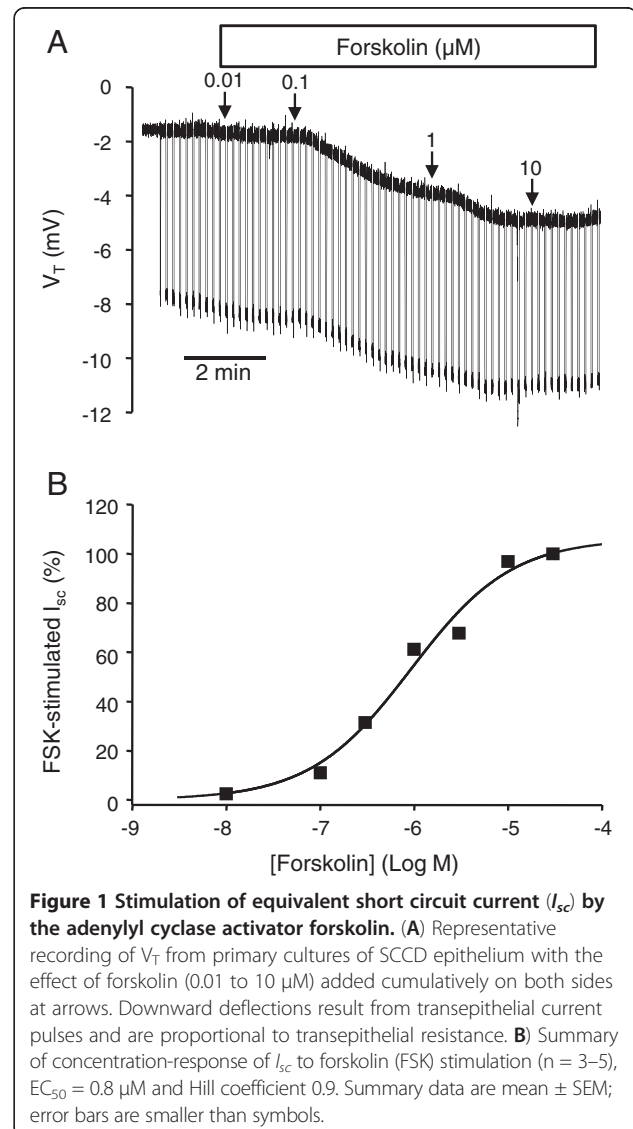 A
Forskolin (µM)
0.01
0.1
1
10
0
-2
-4
-6
-8
-10
-12
V_T (mV)
2 min
B
120
100
80
60
40
20
0
FSK-stimulated I_sc (%)
-9 -8 -7 -6 -5 -4
[Forskolin] (Log M)
Figure 1 Stimulation of equivalent short circuit current (I_sc) by
the adenylyl cyclase activator forskolin. (A) Representative
recording of V_T from primary cultures of SCCD epithelium with the
effect of forskolin (0.01 to 10 µM) added cumulatively on both sides
at arrows. Downward deflections result from transepithelial current
pulses and are proportional to transepithelial resistance. B) Summary
of concentration-response of I_sc to forskolin (FSK) stimulation (n = 3–5),
EC_50 = 0.8 µM and Hill coefficient 0.9. Summary data are mean ± SEM;
error bars are smaller than symbols.